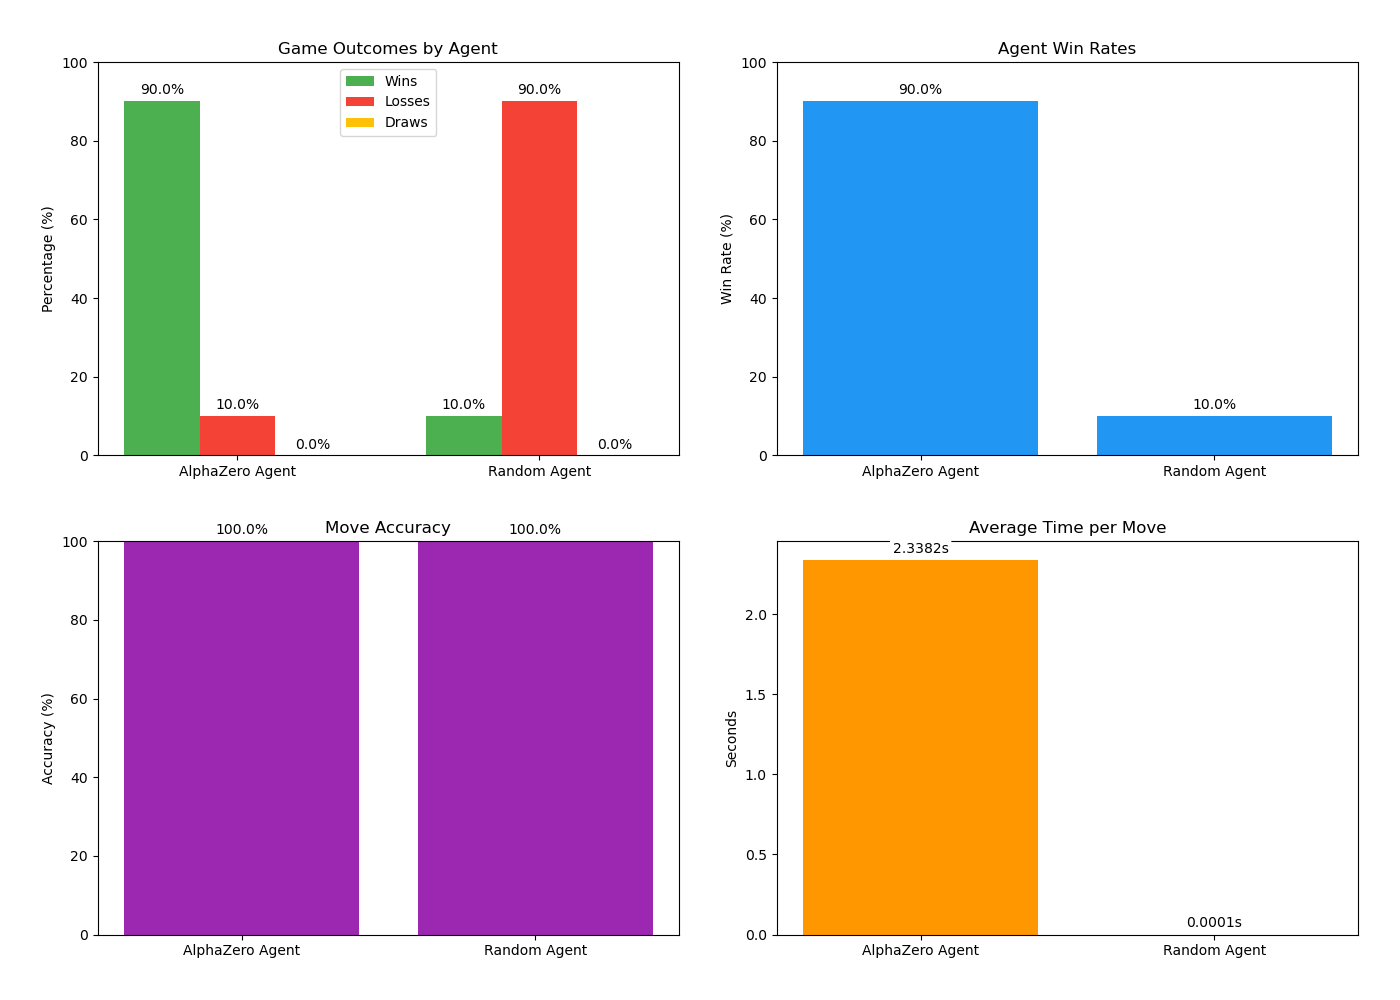 Game Outcomes by Agent
100
80
60
40
20
0
Percentage (%)
Wins
Losses
Draws
90.0%
10.0%
0.0%
10.0%
90.0%
0.0%
AlphaZero Agent
Random Agent
Agent Win Rates
100
80
60
40
20
0
Win Rate (%)
90.0%
10.0%
AlphaZero Agent
Random Agent
Move Accuracy
100
80
60
40
20
0
Accuracy (%)
100.0%
100.0%
AlphaZero Agent
Random Agent
Average Time per Move
2.0
1.5
1.0
0.5
0.0
Seconds
2.3382s
0.0001s
AlphaZero Agent
Random Agent